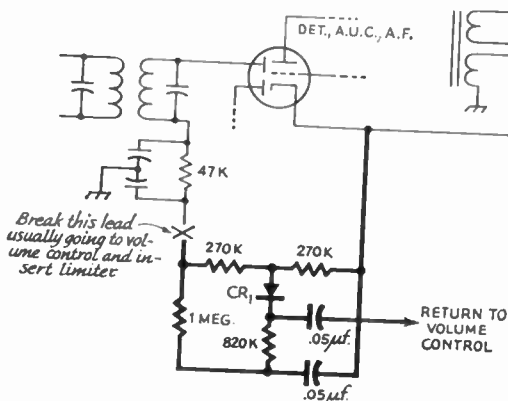 DET., A.U.C., A.F.
47K
Break this lead
usually going to vol-
ume control and in-
sert limiter
270K
270K
CR1
1 MEG.
.05µf.
RETURN TO
VOLUME
CONTROL
820K
.05µf.